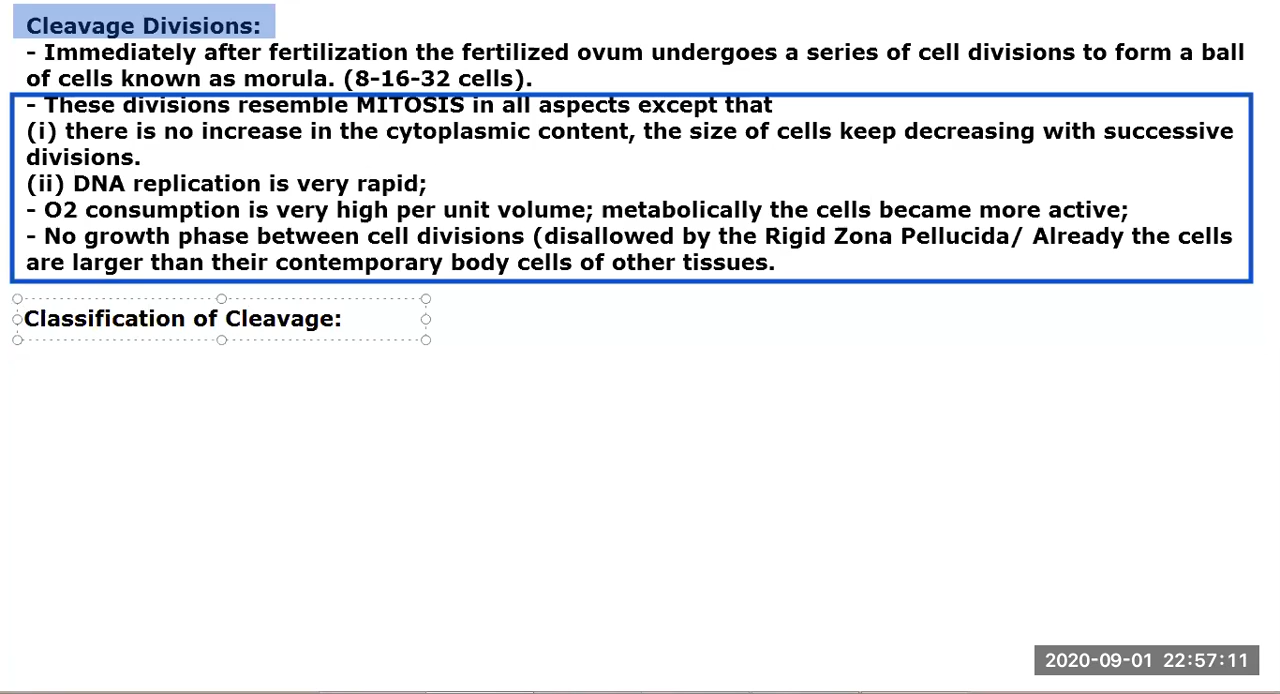 Cleavage Divisions:
- Immediately after fertilization the fertilized ovum undergoes a series of cell divisions to form a ball
of cells known as morula. (8-16-32 cells).
- These divisions resemble MITOSIS in all aspects except that
(i) there is no increase in the cytoplasmic content, the size of cells keep decreasing with successive
divisions.
(ii) DNA replication is very rapid;
- O2 consumption is very high per unit volume; metabolically the cells became more active;
- No growth phase between cell divisions (disallowed by the Rigid Zona Pellucida/ Already the cells
are larger than their contemporary body cells of other tissues.
Classification of Cleavage:
2020-09-01 22:57:11